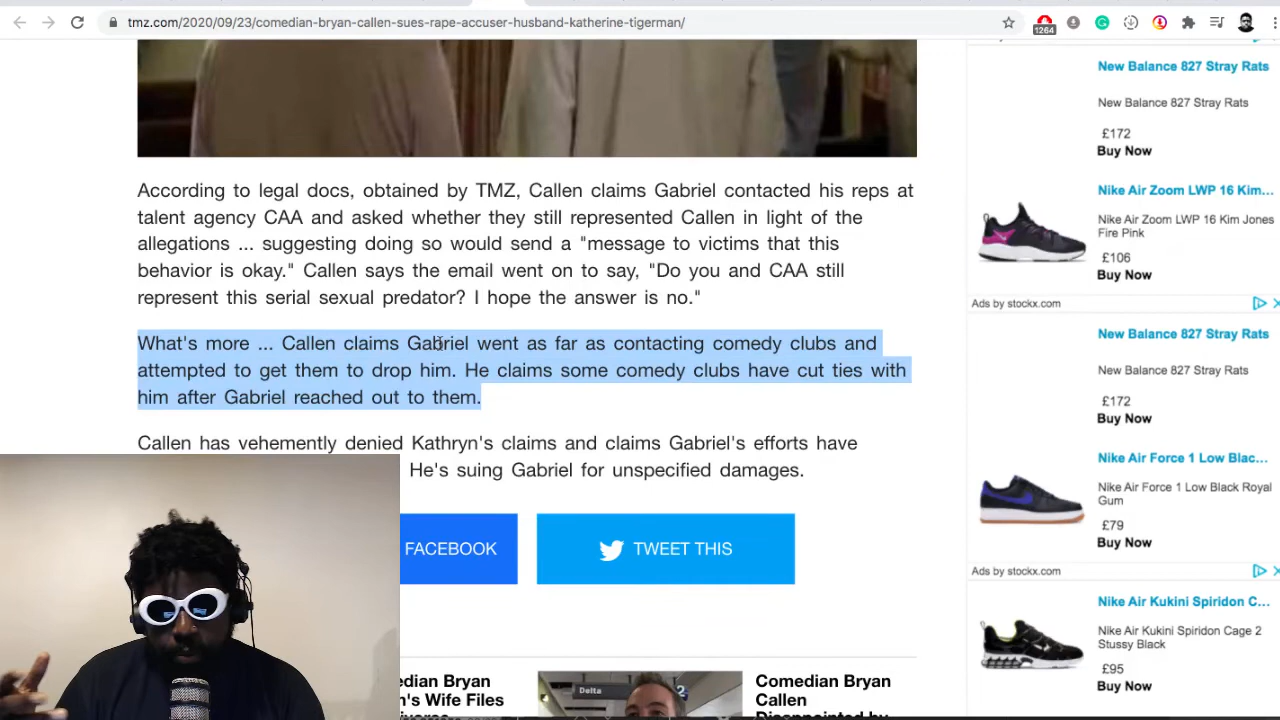 tmz.com/2020/09/23/comedian-bryan-callen-sues-rape-accuser-husband-katherine-tigerman/
1264
According to legal docs, obtained by TMZ, Callen claims Gabriel contacted his reps at
talent agency CAA and asked whether they still represented Callen in light of the
allegations ... suggesting doing so would send a "message to victims that this
behavior is okay." Callen says the email went on to say, "Do you and CAA still
represent this serial sexual predator? I hope the answer is no."
What's more ... Callen claims Gabriel went as far as contacting comedy clubs and
attempted to get them to drop him. He claims some comedy clubs have cut ties with
him after Gabriel reached out to them.
Callen has vehemently denied Kathryn's claims and claims Gabriel's efforts have
He's suing Gabriel for unspecified damages.
FACEBOOK
TWEET THIS
edian Bryan
n's Wife Files
Delta
2
Comedian Bryan
Callen
Disappointed by
New Balance 827 Stray Rats
New Balance 827 Stray Rats
£172
Buy Now
Nike Air Zoom LWP 16 Kim...
Nike Air Zoom LWP 16 Kim Jones
Fire Pink
£106
Buy Now
Ads by stockx.com
New Balance 827 Stray Rats
New Balance 827 Stray Rats
£172
Buy Now
Nike Air Force 1 Low Blac...
Nike Air Force 1 Low Black Royal
Gum
£79
Buy Now
Ads by stockx.com
Nike Air Kukini Spiridon C...
Nike Air Kukini Spiridon Cage 2
Stussy Black
£95
Buy Now